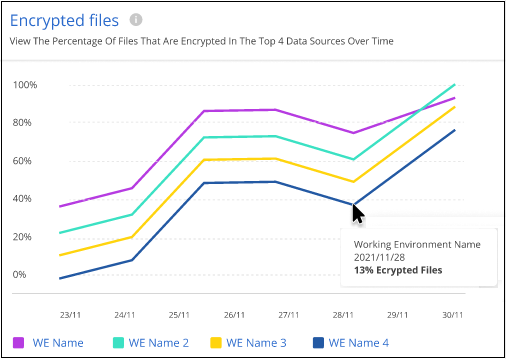 Encrypted files i
View The Percentage Of Files That Are Encrypted In The Top 4 Data Sources Over Time
100%
80%
60%
40%
20%
0%
Working Environment Name
2021/11/28
13% Ecrypted Files
23/11 24/11 25/11 26/11 27/11 28/11 29/11 30/11
WE Name WE Name 2 WE Name 3 WE Name 4